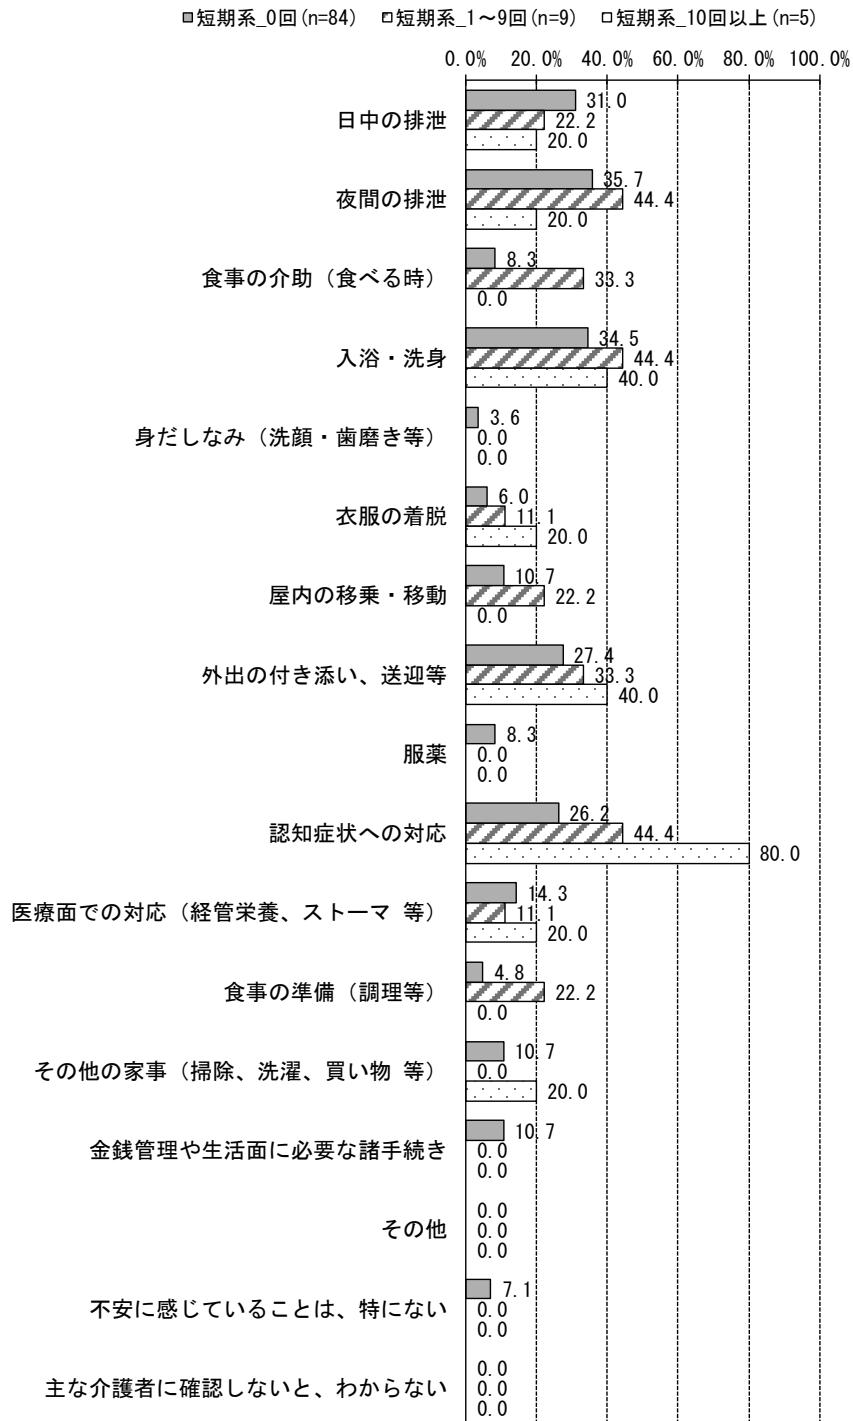 短期系_0回(n=84) 短期系_1～9回(n=9) 短期系_10回以上(n=5)
0.0% 20.0% 40.0% 60.0% 80.0% 100.0%
日中の排泄
31.0
22.2
20.0
夜間の排泄
35.7
44.4
20.0
食事の介助（食べる時）
8.3
33.3
0.0
入浴・洗身
34.5
44.4
40.0
身だしなみ（洗顔・歯磨き等）
3.6
0.0
0.0
衣服の着脱
6.0
11.1
20.0
屋内の移乗・移動
10.7
22.2
0.0
外出の付き添い、送迎等
27.4
33.3
40.0
服薬
8.3
0.0
0.0
認知症状への対応
26.2
44.4
80.0
医療面での対応（経管栄養、ストーマ 等）
14.3
11.1
20.0
食事の準備（調理等）
4.8
22.2
0.0
その他の家事（掃除、洗濯、買い物 等）
10.7
0.0
20.0
金銭管理や生活面に必要な諸手続き
10.7
0.0
0.0
その他
0.0
0.0
0.0
不安に感じていることは、特にない
7.1
0.0
0.0
主な介護者に確認しないと、わからない
0.0
0.0
0.0